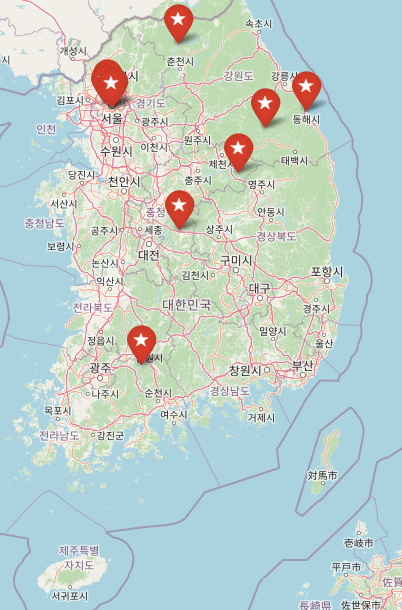 속초시
개성시
춘천시
강원도
강릉시
김포시
경기도
동해시
서울
광주시
인천
수원시
이천시
원주시
제천시
태백시
당진시
천안시
충주시
영주시
서산시
안동시
충청남도
공주시
세종
상주시
경상북도
보령시
대전
구미시
논산시
김천시
포항시
익산시
대구
대한민국
경주시
전라북도
밀양시
정읍시
울산
광주
창원시
부산
나주시
순천시
경상남도
목포시
여수시
거제시
전라남도
강진군
対馬市
壱岐市
제주특별
자치도
平戸市
佐賀
서귀포시
長崎県
佐世保市